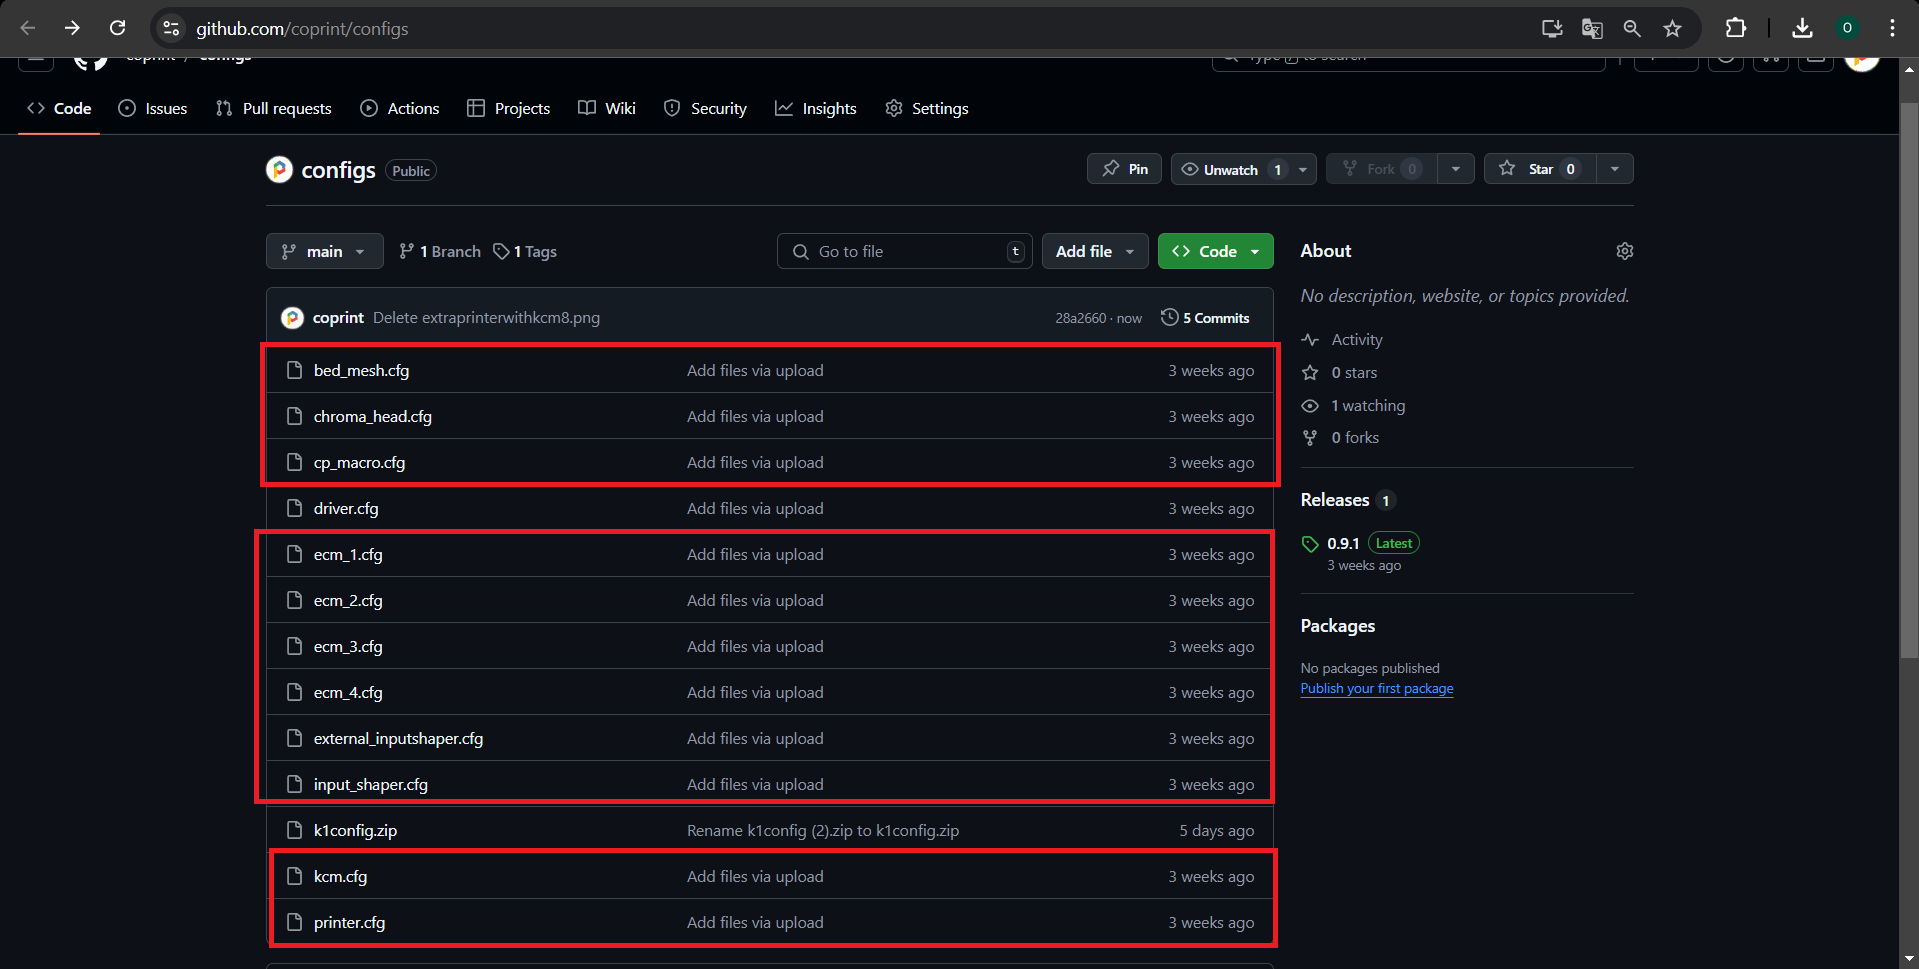 github.com/coprint/configs
coprint / configs
Type / to search
Code Issues Pull requests Actions Projects Wiki Security Insights Settings
configs Public
Pin Unwatch 1 Fork 0 Star 0
main 1 Branch 1 Tags Go to file t Add file Code
coprint Delete extraprinterwithkcm8.png 28a2660 · now 5 Commits
bed_mesh.cfg Add files via upload 3 weeks ago
chroma_head.cfg Add files via upload 3 weeks ago
cp_macro.cfg Add files via upload 3 weeks ago
driver.cfg Add files via upload 3 weeks ago
ecm_1.cfg Add files via upload 3 weeks ago
ecm_2.cfg Add files via upload 3 weeks ago
ecm_3.cfg Add files via upload 3 weeks ago
ecm_4.cfg Add files via upload 3 weeks ago
external_inputshaper.cfg Add files via upload 3 weeks ago
input_shaper.cfg Add files via upload 3 weeks ago
k1config.zip Rename k1config (2).zip to k1config.zip 5 days ago
kcm.cfg Add files via upload 3 weeks ago
printer.cfg Add files via upload 3 weeks ago
About
No description, website, or topics provided.
Activity
0 stars
1 watching
0 forks
Releases 1
0.9.1 Latest
3 weeks ago
Packages
No packages published
Publish your first package
O